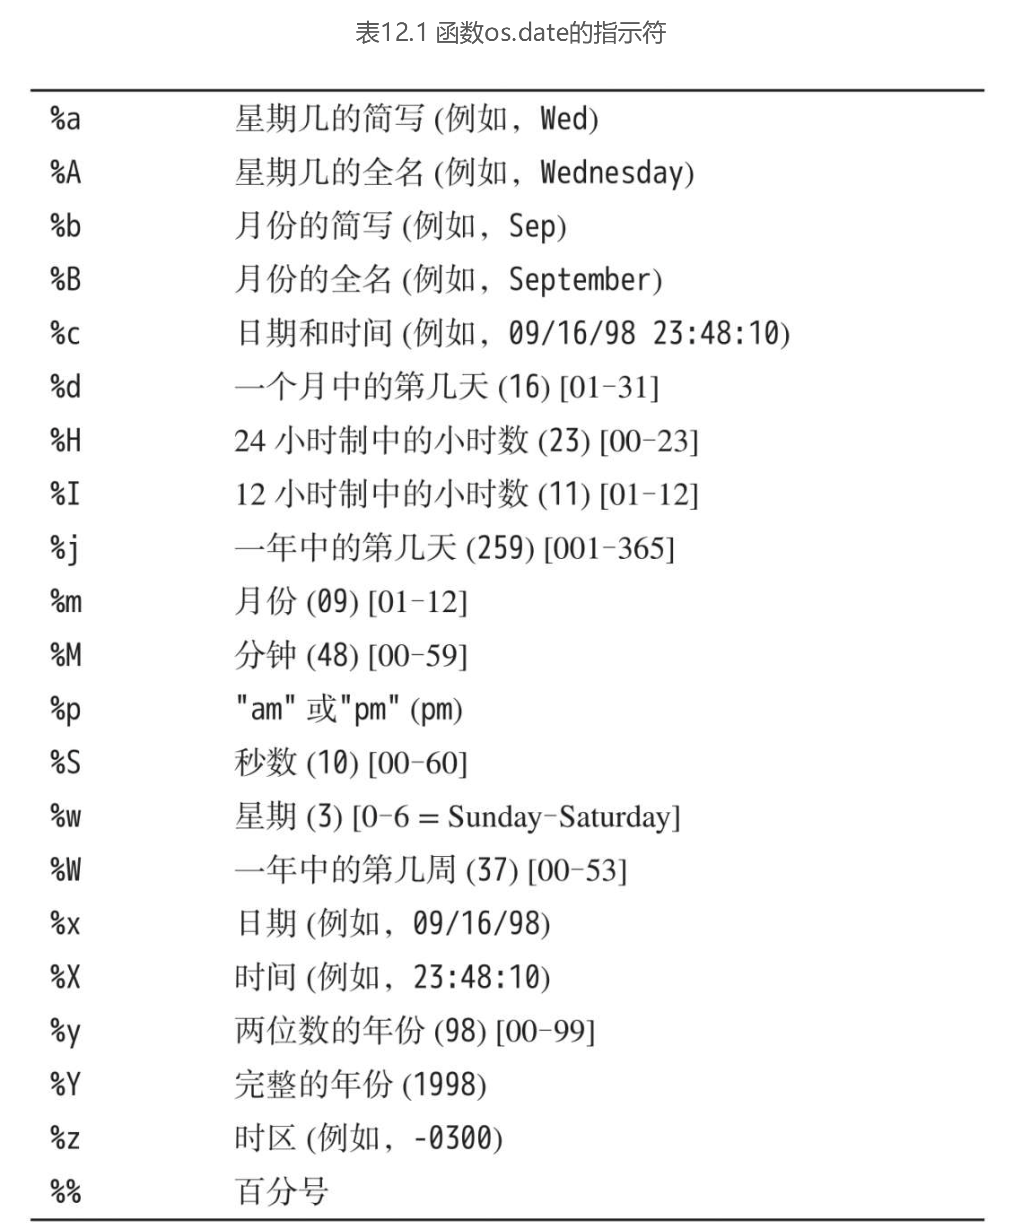 表12.1 函数os.date的指示符
%a 星期几的简写 (例如，Wed)
%A 星期几的全名 (例如，Wednesday)
%b 月份的简写 (例如，Sep)
%B 月份的全名 (例如，September)
%c 日期和时间 (例如，09/16/98 23:48:10)
%d 一个月中的第几天 (16) [01-31]
%H 24 小时制中的小时数 (23) [00-23]
%I 12 小时制中的小时数 (11) [01-12]
%j 一年中的第几天 (259) [001-365]
%m 月份 (09) [01-12]
%M 分钟 (48) [00-59]
%p "am" 或"pm" (pm)
%S 秒数 (10) [00-60]
%w 星期 (3) [0-6 = Sunday-Saturday]
%W 一年中的第几周 (37) [00-53]
%x 日期 (例如，09/16/98)
%X 时间 (例如，23:48:10)
%y 两位数的年份 (98) [00-99]
%Y 完整的年份 (1998)
%z 时区 (例如，-0300)
%% 百分号